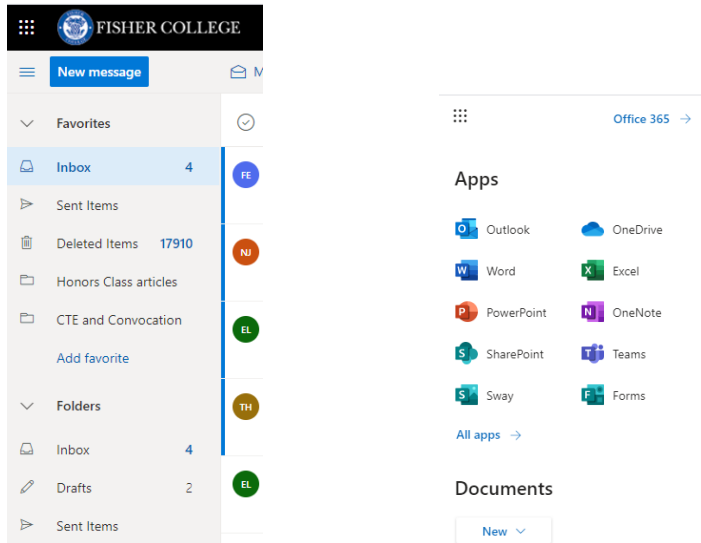 FISHER COLLEGE
New message
M
Favorites
Inbox 4
FE
Sent Items
Deleted Items 17910
NJ
Honors Class articles
CTE and Convocation
EL
Add favorite
Folders
TH
Inbox 4
Drafts 2
EL
Sent Items
Office 365
Apps
Outlook OneDrive
Word Excel
PowerPoint OneNote
SharePoint Teams
Sway Forms
All apps
Documents
New